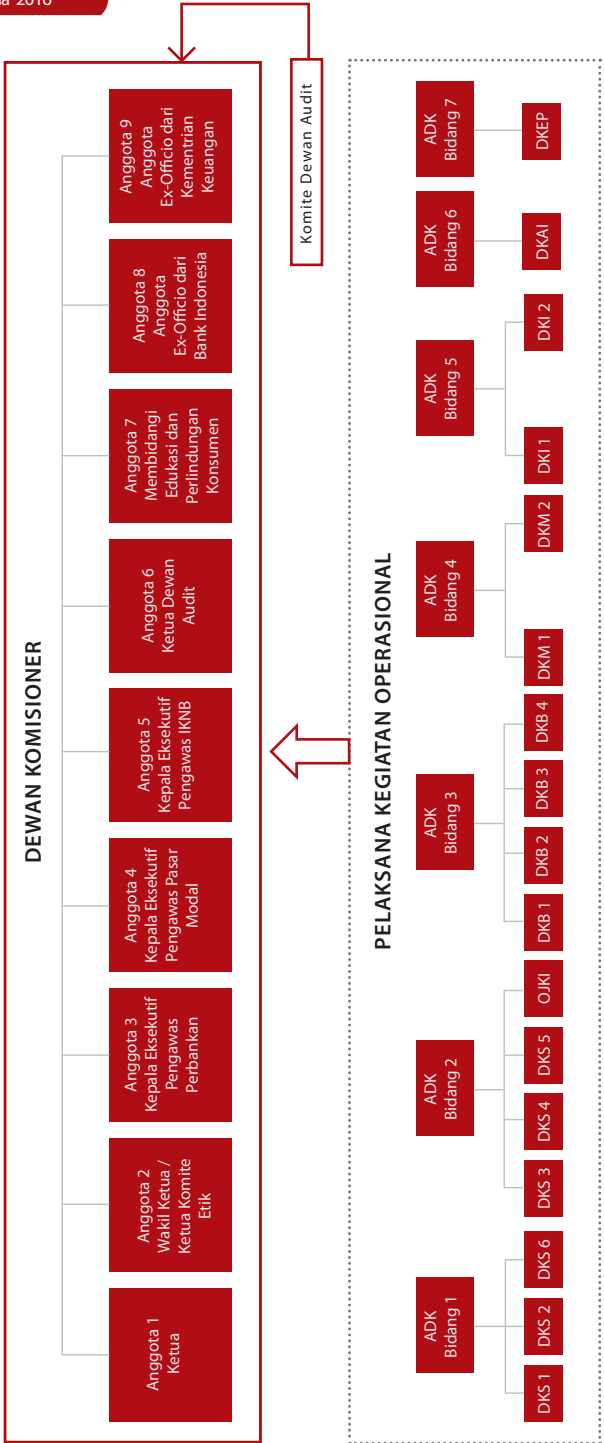 2016
DEWAN KOMISIONER
Anggota 1
Ketua
Anggota 2
Wakil Ketua /
Ketua Komite
Etik
Anggota 3
Kepala Eksekutif
Pengawas
Perbankan
Anggota 4
Kepala Eksekutif
Pengawas Pasar
Modal
Anggota 5
Kepala Eksekutif
Pengawas IKNB
Anggota 6
Ketua Dewan
Audit
Anggota 7
Membidangi
Edukasi dan
Perlindungan
Konsumen
Anggota 8
Anggota
Ex-Officio dari
Bank Indonesia
Anggota 9
Anggota
Ex-Officio dari
Kementrian
Keuangan
Komite Dewan Audit
PELAKSANA KEGIATAN OPERASIONAL
ADK
Bidang 1
DKS 1
DKS 2
DKS 6
ADK
Bidang 2
DKS 3
DKS 4
DKS 5
OJKI
ADK
Bidang 3
DKB 1
DKB 2
DKB 3
DKB 4
ADK
Bidang 4
DKM 1
DKM 2
ADK
Bidang 5
DKI 1
DKI 2
ADK
Bidang 6
DKAI
ADK
Bidang 7
DKEP